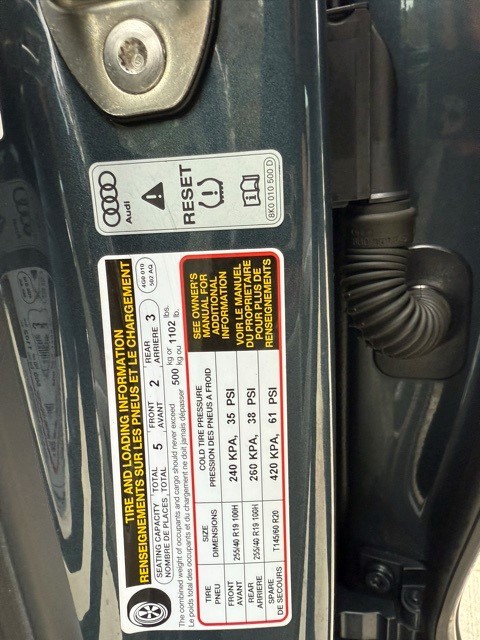 Audi
RESET
8K0 010 500 D
TIRE AND LOADING INFORMATION
RENSEIGNEMENTS SUR LES PNEUS ET LE CHARGEMENT
4G0 010
502 AQ
SEATING CAPACITY TOTAL 5 FRONT 2 REAR 3
NOMBRE DE PLACES TOTAL AVANT ARRIÈRE
The combined weight of occupants and cargo should never exceed 500 kg or 1102 lbs.
Le poids total des occupants et du chargement ne doit jamais dépasser kg ou lb.
TIRE SIZE COLD TIRE PRESSURE
PNEU DIMENSIONS PRESSION DES PNEUS A FROID
FRONT 255/40 R19 100H 240 KPA, 35 PSI
AVANT
REAR 255/40 R19 100H 260 KPA, 38 PSI
ARRIERE
SPARE T145/60 R20 420 KPA, 61 PSI
DE SECOURS
SEE OWNER'S
MANUAL FOR
ADDITIONAL
INFORMATION
VOIR LE MANUEL
DU PROPRIÉTAIRE
POUR PLUS DE
RENSEIGNEMENTS